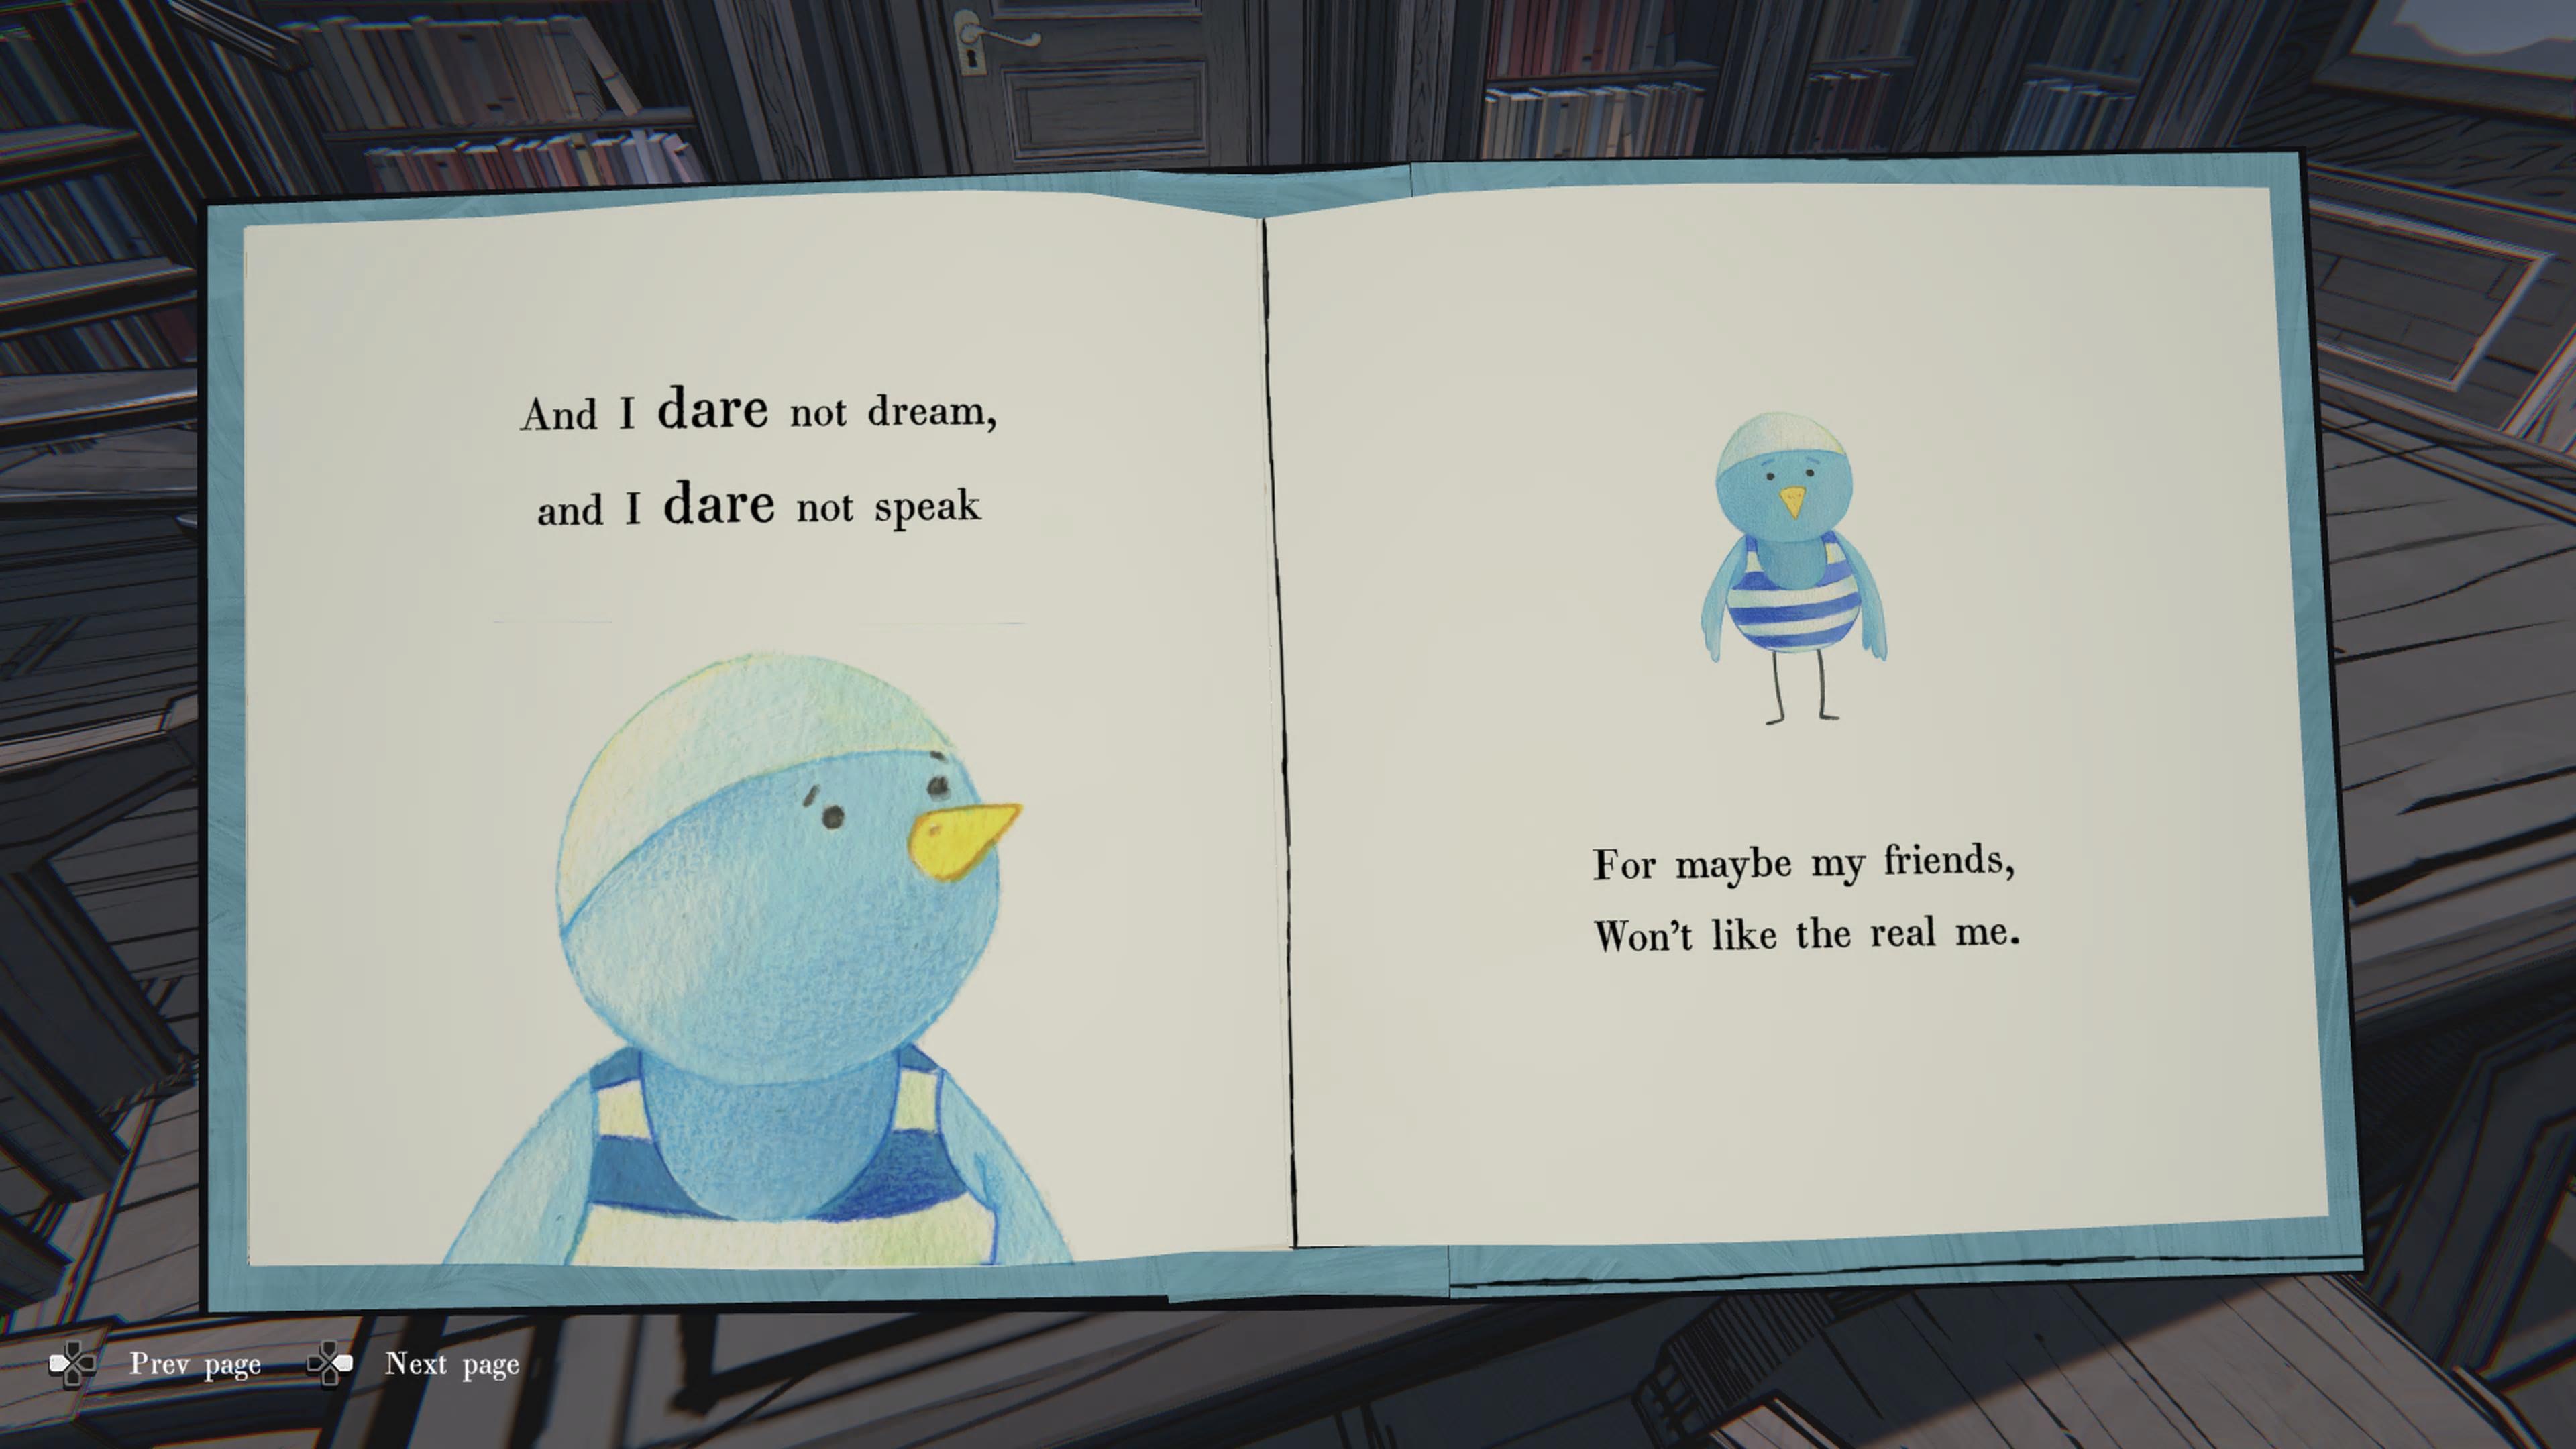 And I dare not dream,
and I dare not speak
For maybe my friends,
Won't like the real me.
Prev page
Next page